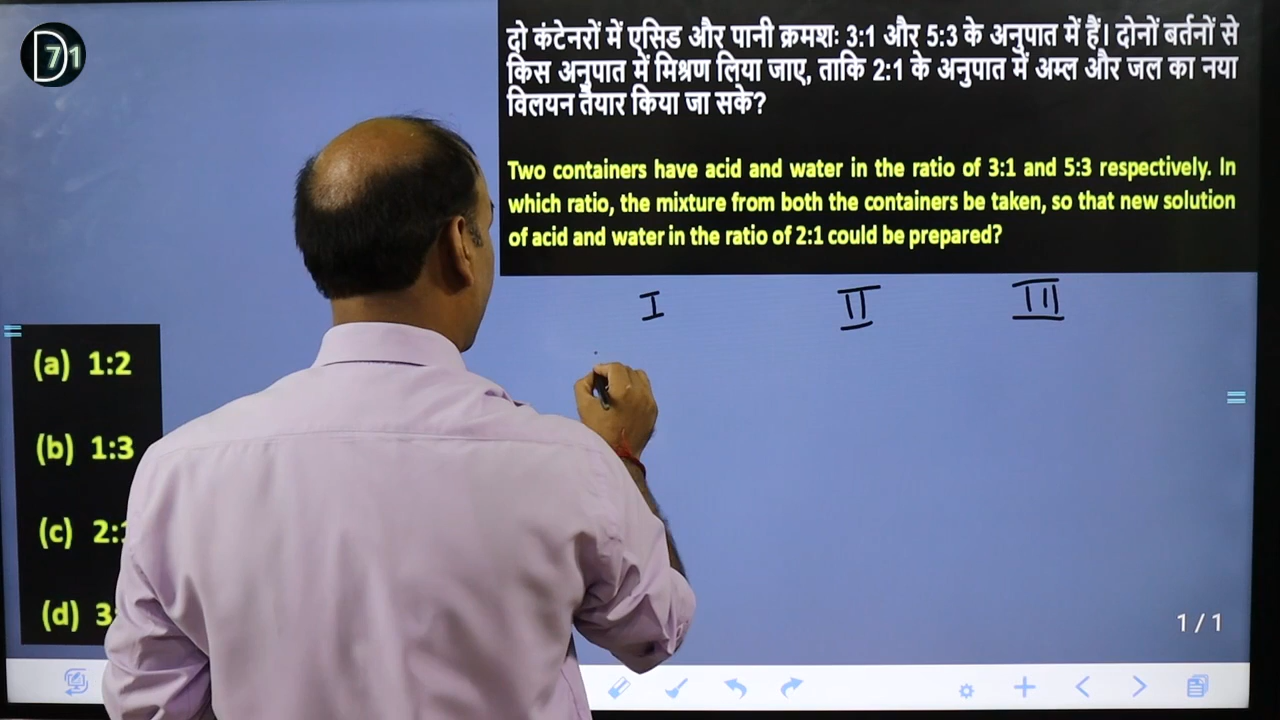 D71
दो कंटेनरों में एसिड और पानी क्रमशः 3:1 और 5:3 के अनुपात में हैं। दोनों बर्तनों से
किस अनुपात में मिश्रण लिया जाए, ताकि 2:1 के अनुपात में अम्ल और जल का नया
विलयन तैयार किया जा सके?
Two containers have acid and water in the ratio of 3:1 and 5:3 respectively. In
which ratio, the mixture from both the containers be taken, so that new solution
of acid and water in the ratio of 2:1 could be prepared?
I II III
(a) 1:2
(b) 1:3
(c) 2:
(d) 3
1/1